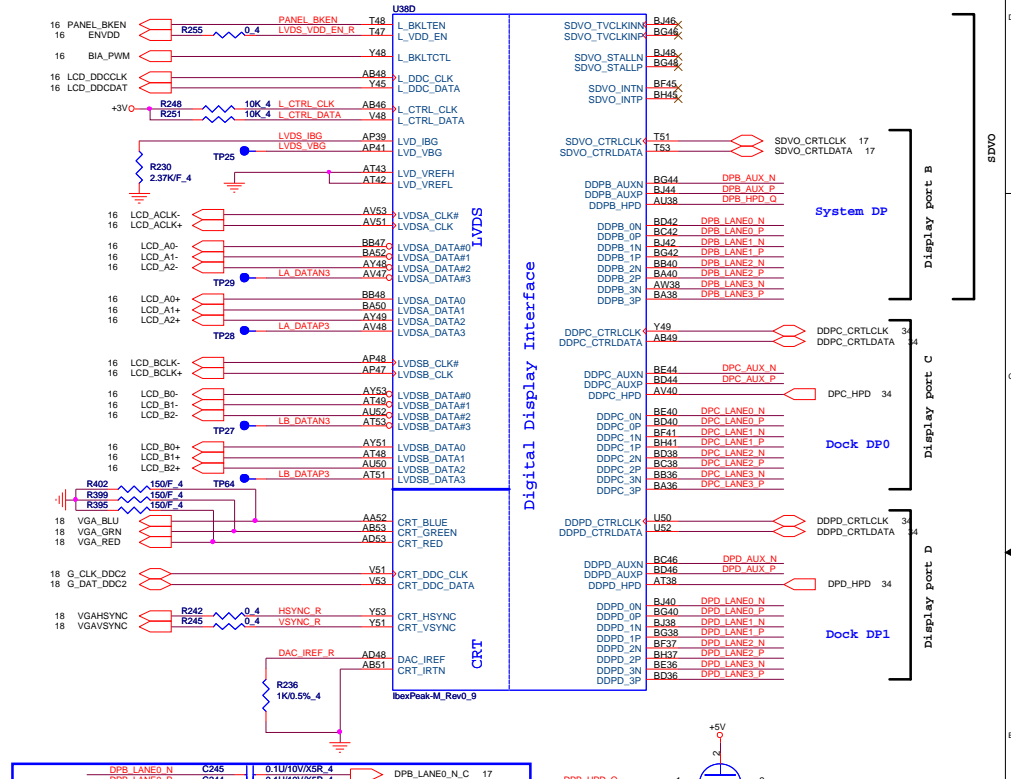 U38D
16 PANEL_BKEN PANEL_BKEN T48 L_BKLTEN
16 ENVDD R255 0_4 LVDS_VDD_EN_R T47 L_VDD_EN
16 BIA_PWM Y48 L_BKLTCTL
16 LCD_DDCCLK AB48 L_DDC_CLK
16 LCD_DDCDAT Y45 L_DDC_DATA
+3V R248 10K_4 L_CTRL_CLK AB46 L_CTRL_CLK
R251 10K_4 L_CTRL_DATA V48 L_CTRL_DATA
LVDS_IBG AP39 LVD_IBG
TP25 LVDS_VBG AP41 LVD_VBG
R230
2.37K/F_4
AT43 LVD_VREFH
AT42 LVD_VREFL
16 LCD_ACLK- AV53 LVDSA_CLK#
16 LCD_ACLK+ AV51 LVDSA_CLK
16 LCD_A0- BB47 LVDSA_DATA#0
16 LCD_A1- BA52 LVDSA_DATA#1
16 LCD_A2- AY48 LVDSA_DATA#2
TP29 LA_DATAN3 AV47 LVDSA_DATA#3
16 LCD_A0+ BB48 LVDSA_DATA0
16 LCD_A1+ BA50 LVDSA_DATA1
16 LCD_A2+ AY49 LVDSA_DATA2
TP28 LA_DATAP3 AV48 LVDSA_DATA3
16 LCD_BCLK- AP48 LVDSB_CLK#
16 LCD_BCLK+ AP47 LVDSB_CLK
16 LCD_B0- AY53 LVDSB_DATA#0
16 LCD_B1- AT49 LVDSB_DATA#1
16 LCD_B2- AU52 LVDSB_DATA#2
TP27 LB_DATAN3 AT53 LVDSB_DATA#3
16 LCD_B0+ AY51 LVDSB_DATA0
16 LCD_B1+ AT48 LVDSB_DATA1
16 LCD_B2+ AU50 LVDSB_DATA2
TP64 LB_DATAP3 AT51 LVDSB_DATA3
R402 150/F_4
R399 150/F_4
R395 150/F_4
18 VGA_BLU AA52 CRT_BLUE
18 VGA_GRN AB53 CRT_GREEN
18 VGA_RED AD53 CRT_RED
18 G_CLK_DDC2 V51 CRT_DDC_CLK
18 G_DAT_DDC2 V53 CRT_DDC_DATA
18 VGAHSYNC R242 0_4 HSYNC_R Y53 CRT_HSYNC
18 VGAVSYNC R245 0_4 VSYNC_R Y51 CRT_VSYNC
DAC_IREF_R AD48 DAC_IREF
AB51 CRT_IRTN
R236
1K/0.5%_4
IbexPeak-M_Rev0_9
LVDS
CRT
Digital Display Interface
SDVO_TVCLKINN BJ46
SDVO_TVCLKINP BG46
SDVO_STALLN BJ48
SDVO_STALLP BG48
SDVO_INTN BF45
SDVO_INTP BH45
SDVO_CTRLCLK T51 SDVO_CRTLCLK 17
SDVO_CTRLDATA T53 SDVO_CRTLDATA 17
DDPB_AUXN BG44 DPB_AUX_N
DDPB_AUXP BJ44 DPB_AUX_P
DDPB_HPD AU38 DPB_HPD_Q
System DP
DDPB_0N BD42 DPB_LANE0_N
DDPB_0P BC42 DPB_LANE0_P
DDPB_1N BJ42 DPB_LANE1_N
DDPB_1P BG42 DPB_LANE1_P
DDPB_2N BB40 DPB_LANE2_N
DDPB_2P BA40 DPB_LANE2_P
DDPB_3N AW38 DPB_LANE3_N
DDPB_3P BA38 DPB_LANE3_P
Display port B
SDVO
DDPC_CTRLCLK Y49 DDPC_CRTLCLK 34
DDPC_CTRLDATA AB49 DDPC_CRTLDATA 34
DDPC_AUXN BE44 DPC_AUX_N
DDPC_AUXP BD44 DPC_AUX_P
DDPC_HPD AV40 DPC_HPD 34
DDPC_0N BE40 DPC_LANE0_N
DDPC_0P BD40 DPC_LANE0_P
DDPC_1N BF41 DPC_LANE1_N
DDPC_1P BH41 DPC_LANE1_P
DDPC_2N BD38 DPC_LANE2_N
DDPC_2P BC38 DPC_LANE2_P
DDPC_3N BB36 DPC_LANE3_N
DDPC_3P BA36 DPC_LANE3_P
Dock DP0
Display port C
DDPD_CTRLCLK U50 DDPD_CRTLCLK 34
DDPD_CTRLDATA U52 DDPD_CRTLDATA 34
DDPD_AUXN BC46 DPD_AUX_N
DDPD_AUXP BD46 DPD_AUX_P
DDPD_HPD AT38 DPD_HPD 34
DDPD_0N BJ40 DPD_LANE0_N
DDPD_0P BG40 DPD_LANE0_P
DDPD_1N BJ38 DPD_LANE1_N
DDPD_1P BG38 DPD_LANE1_P
DDPD_2N BF37 DPD_LANE2_N
DDPD_2P BH37 DPD_LANE2_P
DDPD_3N BE36 DPD_LANE3_N
DDPD_3P BD36 DPD_LANE3_P
Dock DP1
Display port D
+5V
2
DPB_LANE0_N C245 0.1U/10V/X5R_4 DPB_LANE0_N_C 17